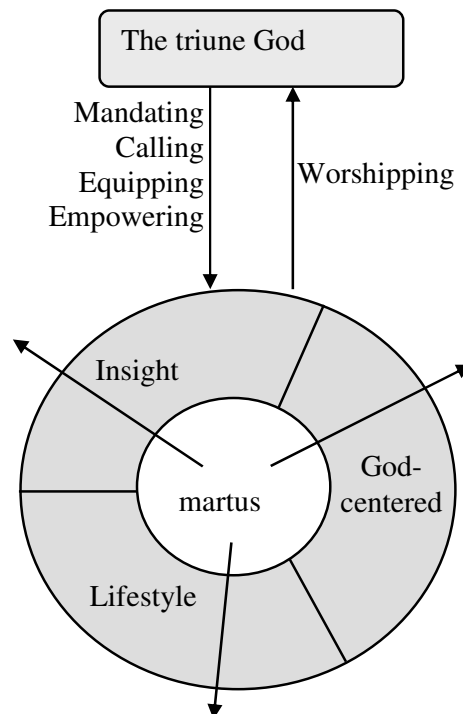 The triune God
Mandating
Calling
Equipping
Empowering
Worshipping
Insight
God-
centered
martus
Lifestyle